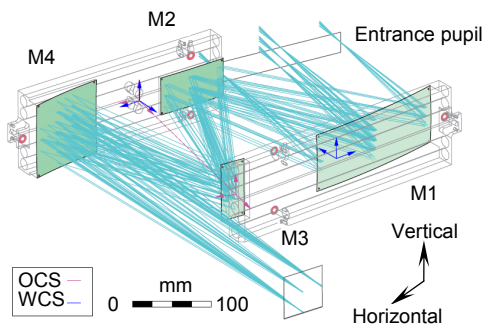 M2
Entrance pupil
M4
M1
M3
Vertical
OCS
WCS
mm
0 100
Horizontal